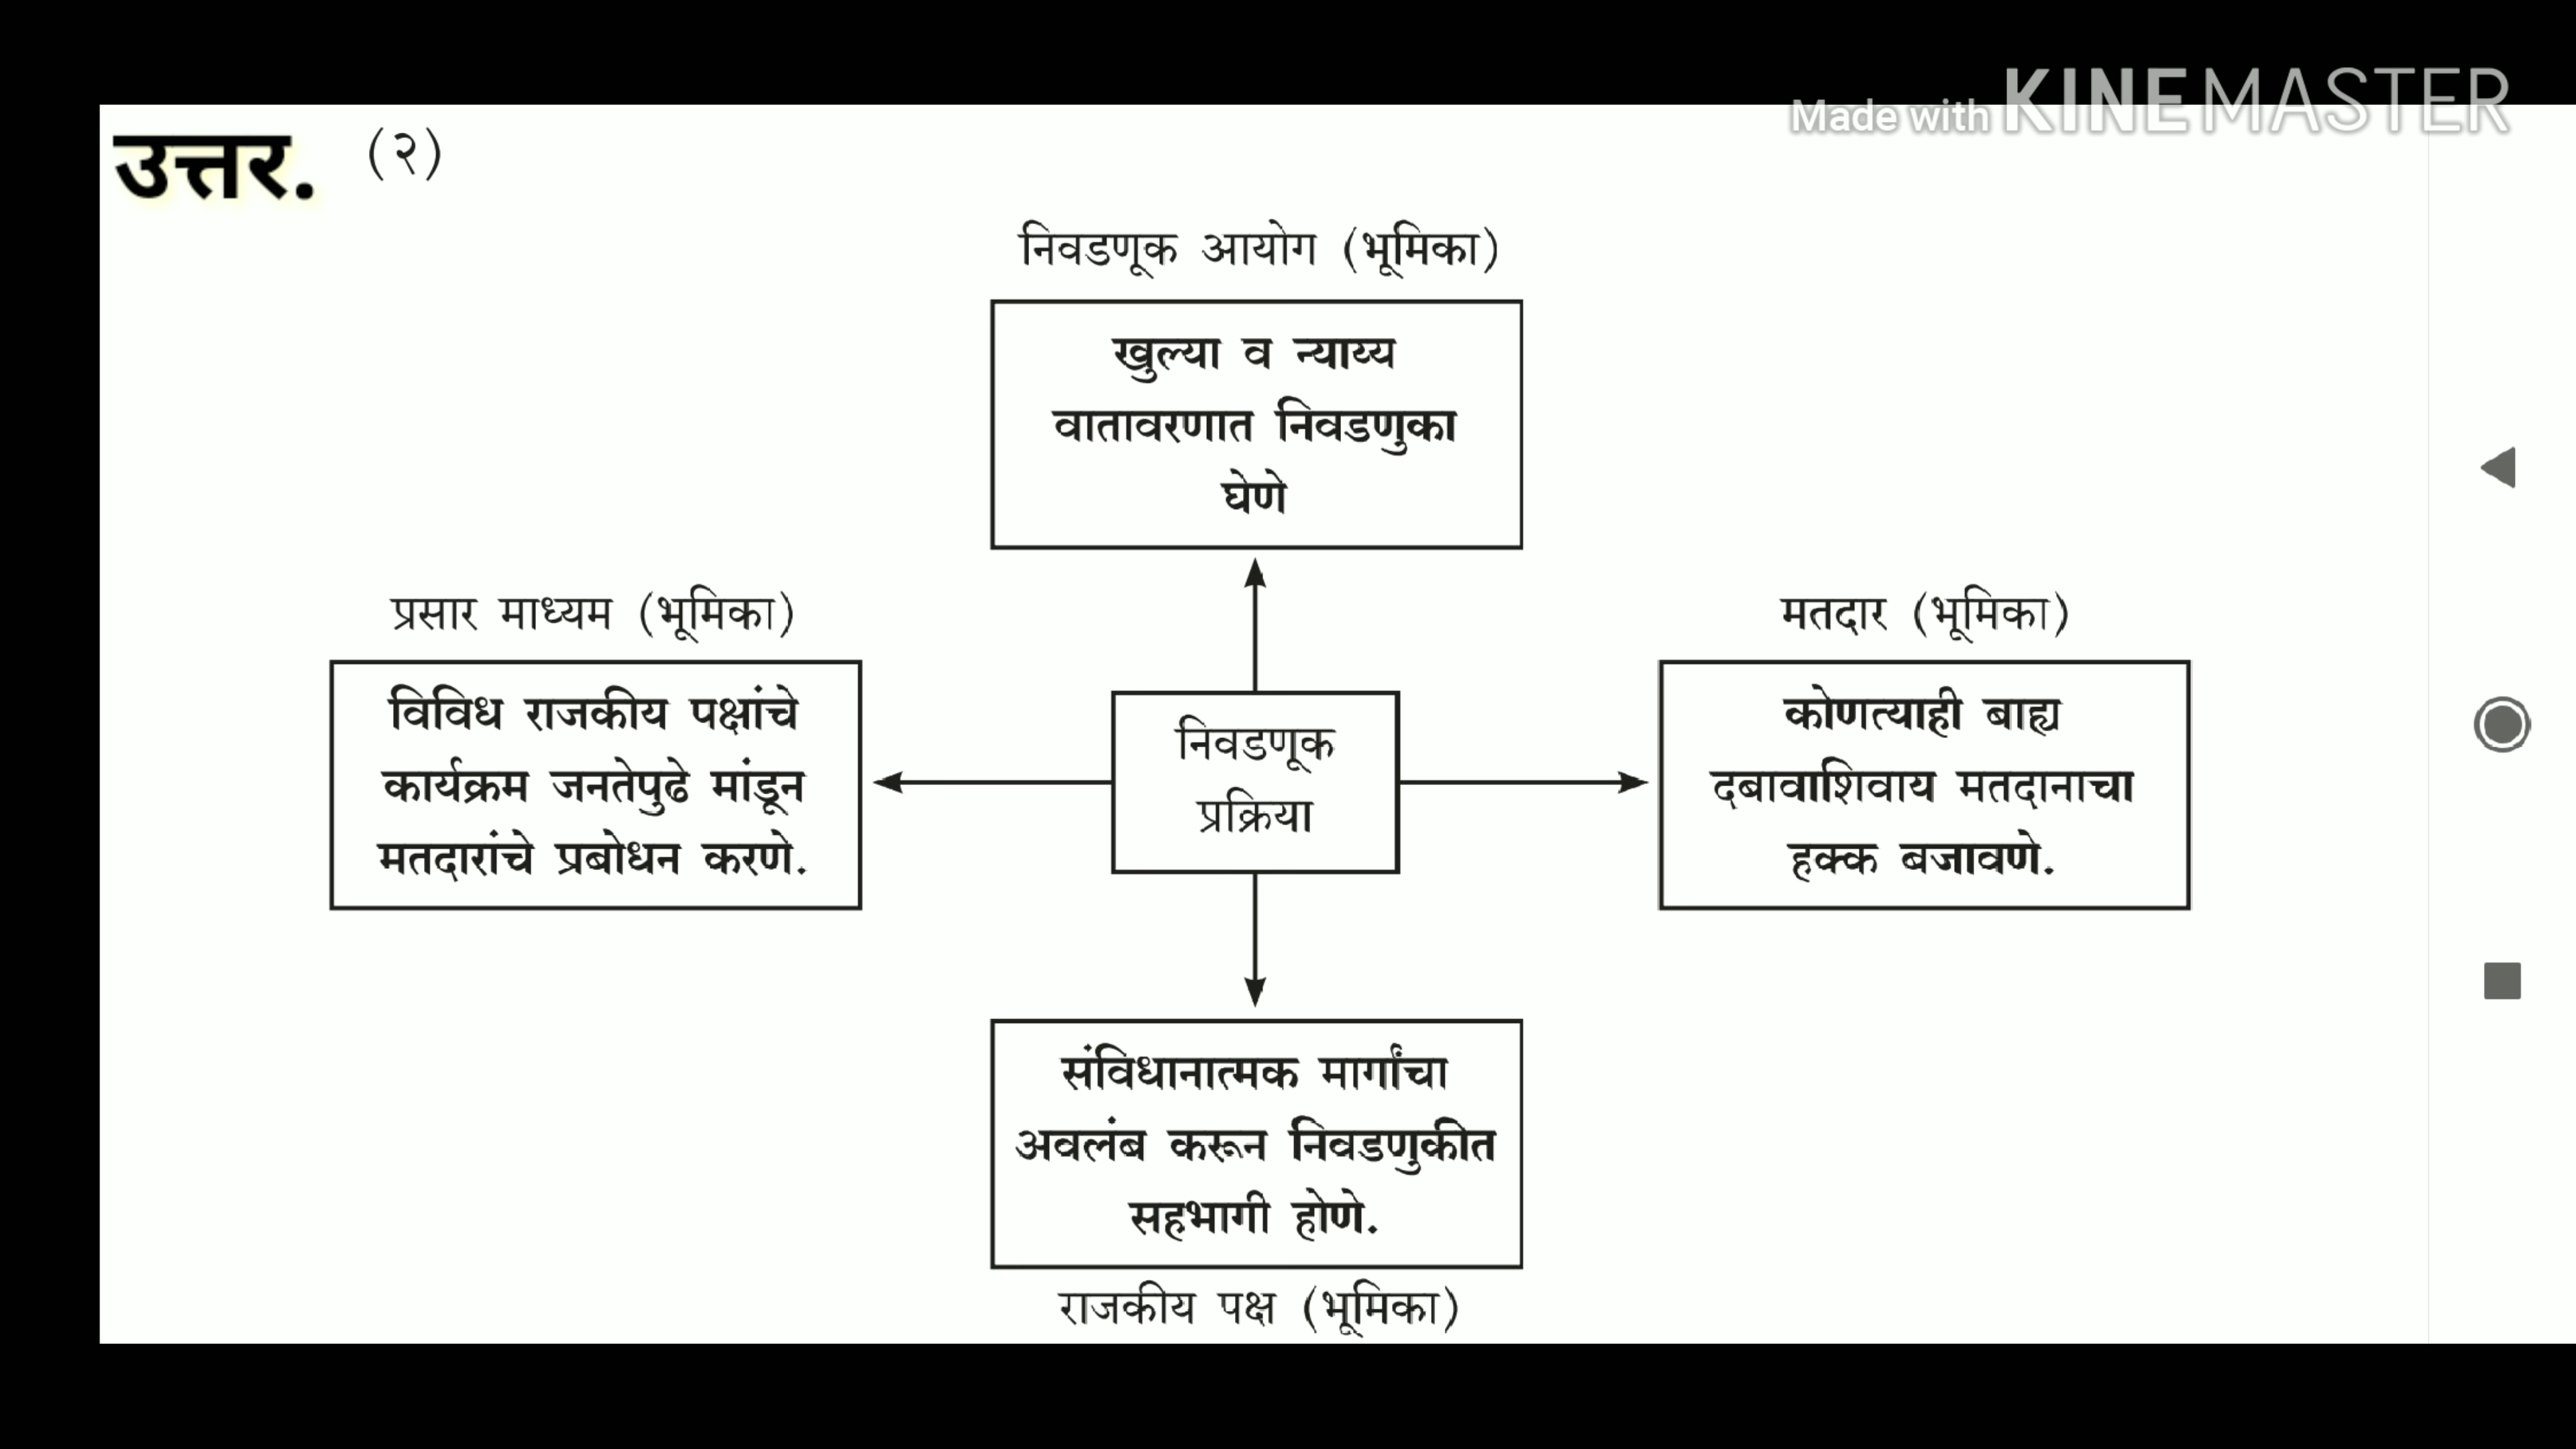 Made with KINEMASTER
उत्तर. (२)
निवडणूक आयोग (भूमिका)
खुल्या व न्याय्य
वातावरणात निवडणुका
घेणे
प्रसार माध्यम (भूमिका)
विविध राजकीय पक्षांचे
कार्यक्रम जनतेपुढे मांडून
मतदारांचे प्रबोधन करणे.
निवडणूक
प्रक्रिया
मतदार (भूमिका)
कोणत्याही बाह्य
दबावाशिवाय मतदानाचा
हक्क बजावणे.
संविधानात्मक मार्गांचा
अवलंब करून निवडणुकीत
सहभागी होणे.
राजकीय पक्ष (भूमिका)